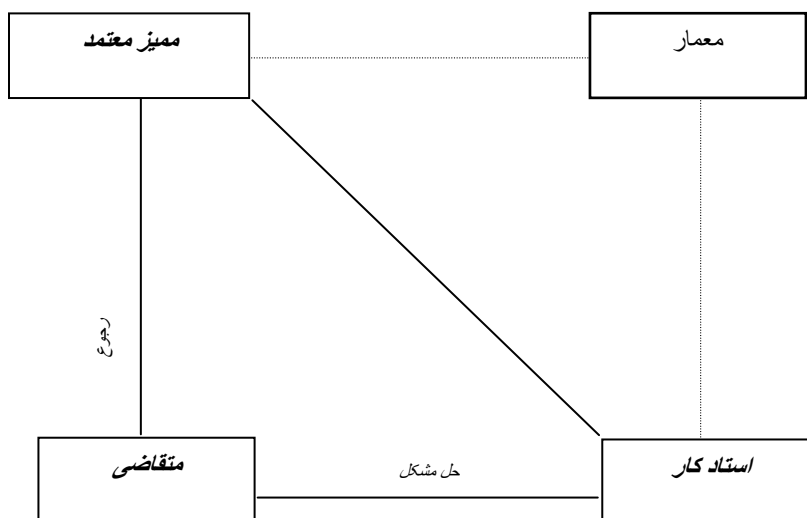 معمار
ممیز معتمد
رجوع
استاد کار
حل مشکل
متقاضی